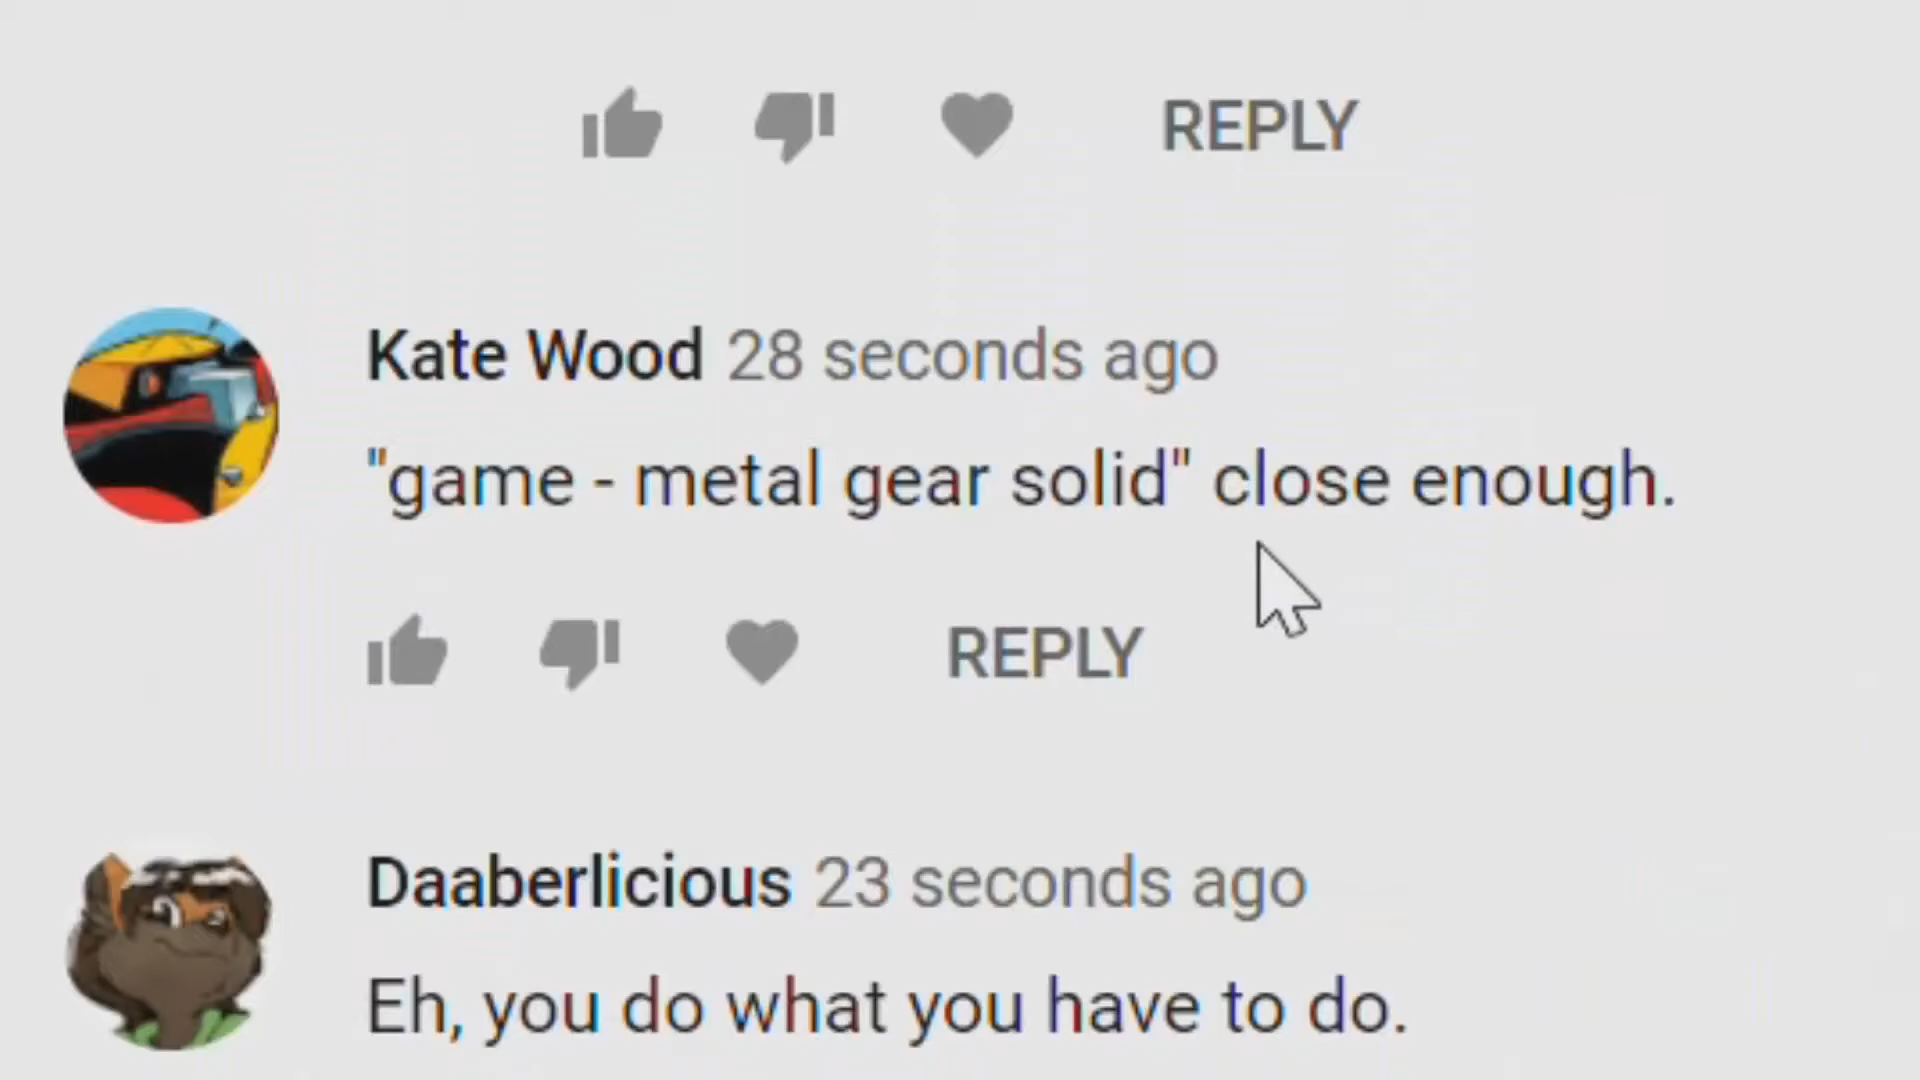 REPLY
Kate Wood 28 seconds ago
"game - metal gear solid" close enough.
REPLY
Daaberlicious 23 seconds ago
Eh, you do what you have to do.